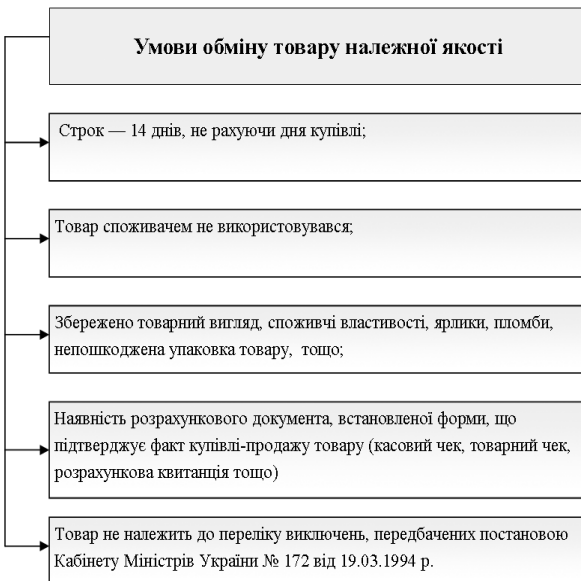 Умови обміну товару належної якості
Строк — 14 днів, не рахуючи дня купівлі;
Товар споживачем не використовувався;
Збережено товарний вигляд, споживчі властивості, ярлики, пломби,
непошкоджена упаковка товару, тощо;
Наявність розрахункового документа, встановленої форми, що
підтверджує факт купівлі-продажу товару (касовий чек, товарний чек,
розрахункова квитанція тощо)
Товар не належить до переліку виключень, передбачених постановою
Кабінету Міністрів України № 172 від 19.03.1994 р.